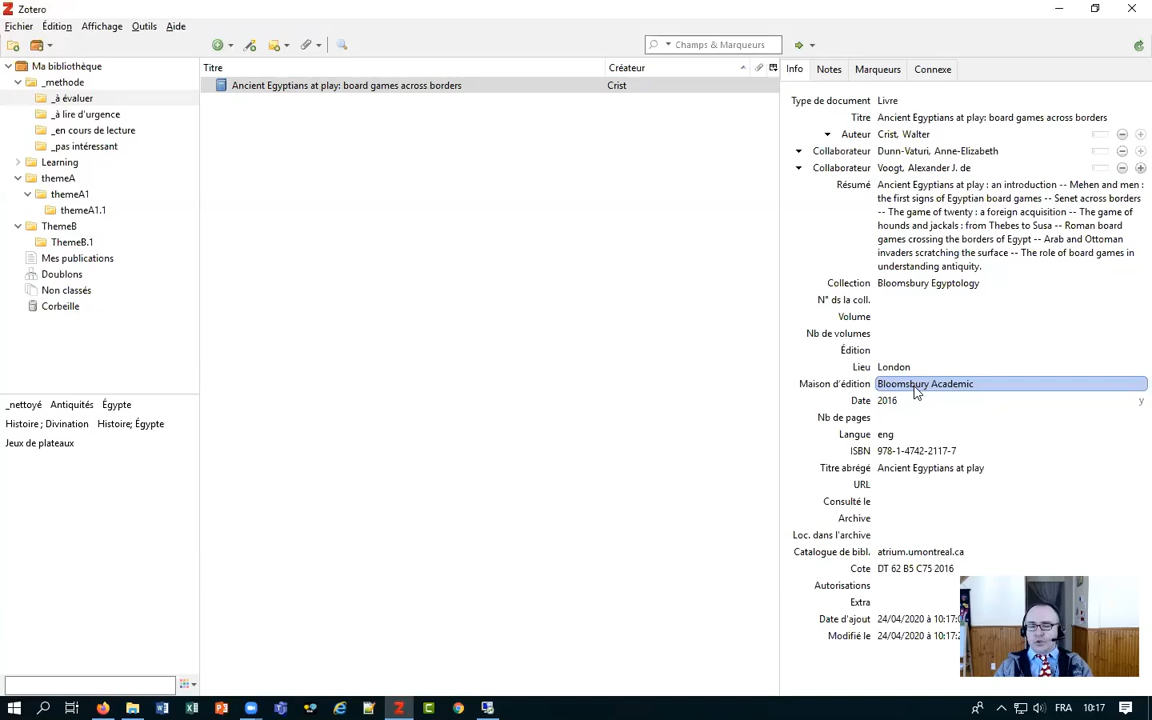 Zotero
Fichier Édition Affichage Outils Aide
Champs & Marqueurs
Ma bibliothèque
_methode
_à évaluer
_à lire d'urgence
_en cours de lecture
_pas intéressant
Learning
themeA
themeA1
themeA1.1
ThemeB
ThemeB.1
Mes publications
Doublons
Non classés
Corbeille
_nettoyé Antiquités Égypte
Histoire ; Divination Histoire; Égypte
Jeux de plateaux
Titre Créateur
Ancient Egyptians at play: board games across borders Crist
Info Notes Marqueurs Connexe
Type de document Livre
Titre Ancient Egyptians at play: board games across borders
Auteur Crist, Walter
Collaborateur Dunn-Vaturi, Anne-Elizabeth
Collaborateur Voogt, Alexander J. de
Résumé Ancient Egyptians at play : an introduction -- Mehen and men :
the first signs of Egyptian board games -- Senet across borders
-- The game of twenty : a foreign acquisition -- The game of
hounds and jackals : from Thebes to Susa -- Roman board
games crossing the borders of Egypt -- Arab and Ottoman
invaders scratching the surface -- The role of board games in
understanding antiquity.
Collection Bloomsbury Egyptology
N° ds la coll.
Volume
Nb de volumes
Édition
Lieu London
Maison d'édition Bloomsbury Academic
Date 2016 y
Nb de pages
Langue eng
ISBN 978-1-4742-2117-7
Titre abrégé Ancient Egyptians at play
URL
Consulté le
Archive
Loc. dans l'archive
Catalogue de bibl. atrium.umontreal.ca
Cote DT 62 B5 C75 2016
Autorisations
Extra
Date d'ajout 24/04/2020 à 10:17:
Modifié le 24/04/2020 à 10:17:
FRA 10:17